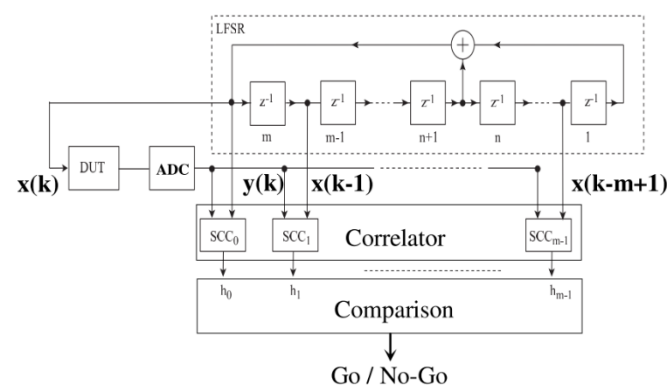 LFSR
+
z-1 z-1 z-1 z-1 z-1
m m-1 n+1 n 1
x(k) DUT ADC y(k) x(k-1) x(k-m+1)
SCC0 SCC1 Correlator SCCm-1
h0 h1 hm-1
Comparison
Go / No-Go